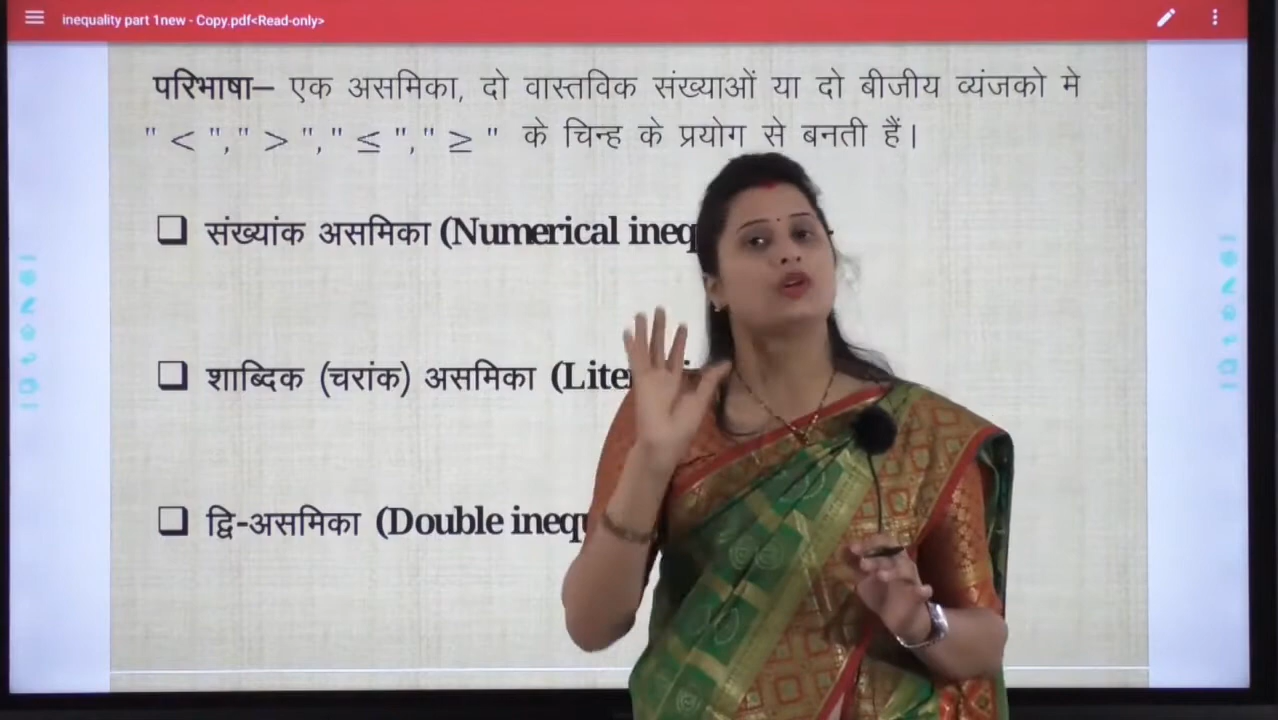 inequality part 1new - Copy.pdf<Read-only>
परिभाषा– एक असमिका, दो वास्तविक संख्याओं या दो बीजीय व्यंजको मे
" < "," > "," ≤ "," ≥ " के चिन्ह के प्रयोग से बनती हैं।
संख्यांक असमिका (Numerical ineq
शाब्दिक (चरांक) असमिका (Lite
द्वि-असमिका (Double inequ